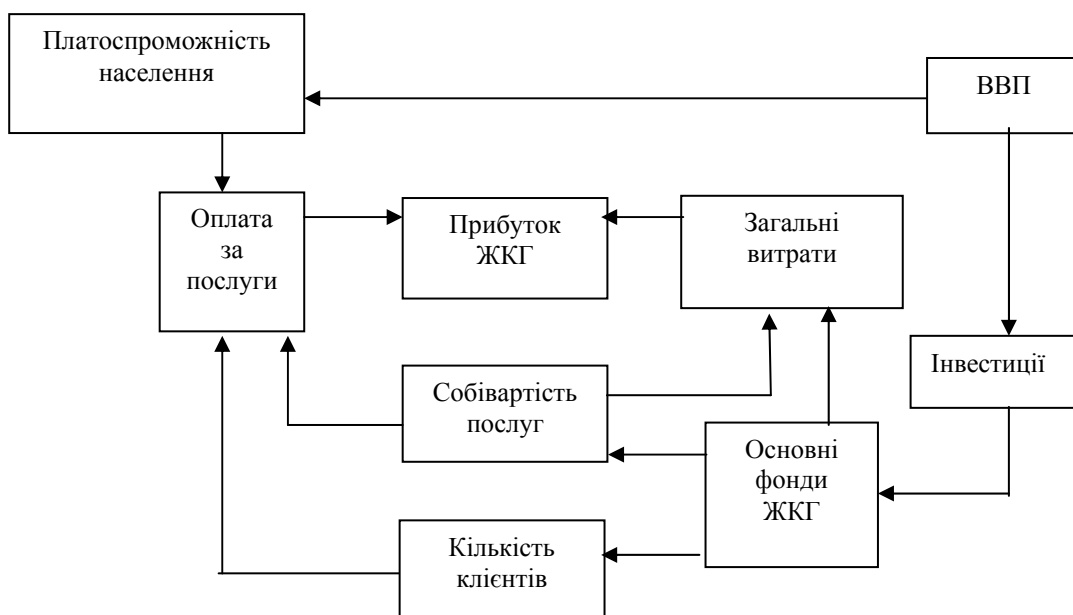 Платоспроможність
населення
ВВП
Оплата
за
послуги
Прибуток
ЖКГ
Загальні
витрати
Інвестиції
Собівартість
послуг
Основні
фонди
ЖКГ
Кількість
клієнтів